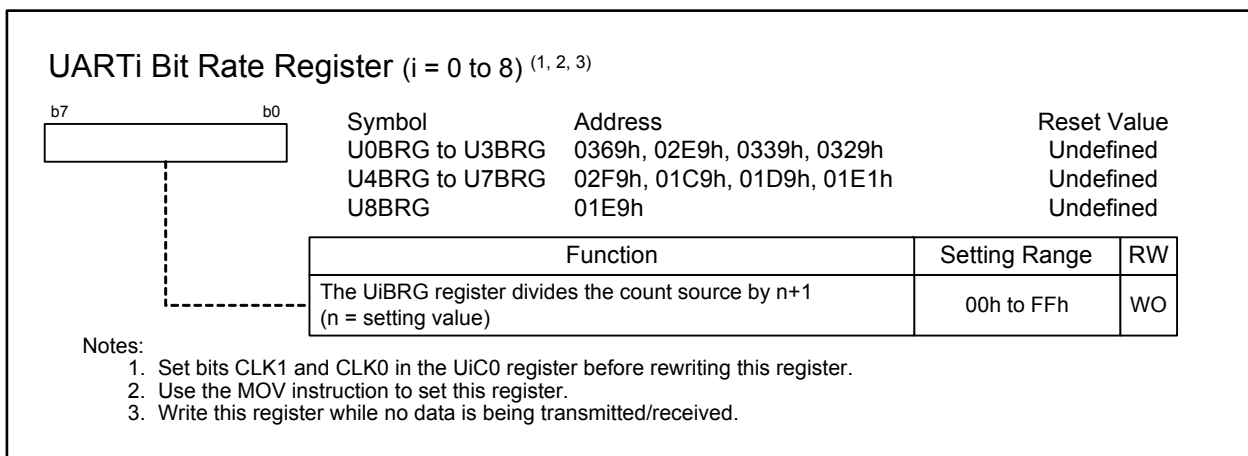 UARTi Bit Rate Register (i = 0 to 8) (1, 2, 3)
b7 b0
Symbol Address Reset Value
U0BRG to U3BRG 0369h, 02E9h, 0339h, 0329h Undefined
U4BRG to U7BRG 02F9h, 01C9h, 01D9h, 01E1h Undefined
U8BRG 01E9h Undefined
Function Setting Range RW
The UiBRG register divides the count source by n+1
(n = setting value) 00h to FFh WO
Notes:
1. Set bits CLK1 and CLK0 in the UiC0 register before rewriting this register.
2. Use the MOV instruction to set this register.
3. Write this register while no data is being transmitted/received.